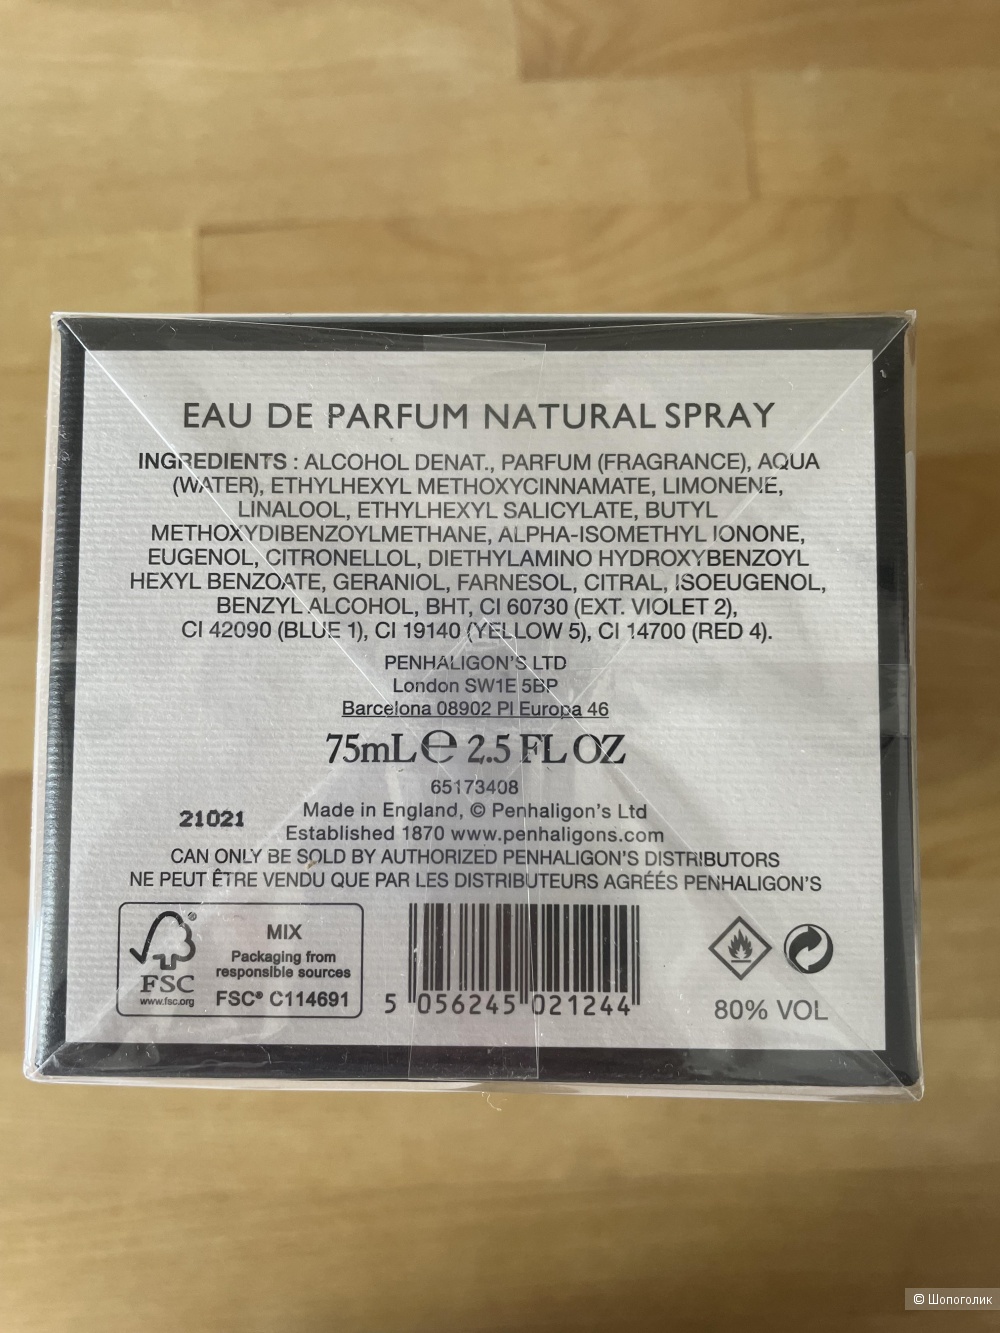 EAU DE PARFUM NATURAL SPRAY
INGREDIENTS : ALCOHOL DENAT., PARFUM (FRAGRANCE), AQUA
(WATER), ETHYLHEXYL METHOXYCINNAMATE, LIMONENE,
LINALOOL, ETHYLHEXYL SALICYLATE, BUTYL
METHOXYDIBENZOYLMETHANE, ALPHA-ISOMETHYL IONONE,
EUGENOL, CITRONELLOL, DIETHYLAMINO HYDROXYBENZOYL
HEXYL BENZOATE, GERANIOL, FARNESOL, CITRAL, ISOEUGENOL,
BENZYL ALCOHOL, BHT, CI 60730 (EXT. VIOLET 2),
CI 42090 (BLUE 1), CI 19140 (YELLOW 5), CI 14700 (RED 4).
PENHALIGON'S LTD
London SW1E 5BP
Barcelona 08902 Pl Europa 46
75mL℮ 2.5 FL OZ
65173408
21021
Made in England, © Penhaligon's Ltd
Established 1870 www.penhaligons.com
CAN ONLY BE SOLD BY AUTHORIZED PENHALIGON'S DISTRIBUTORS
NE PEUT ÊTRE VENDU QUE PAR LES DISTRIBUTEURS AGRÉÉS PENHALIGON'S
FSC
www.fsc.org
MIX
Packaging from
responsible sources
FSC® C114691
5 056245 021244
80% VOL
© Шопоголик